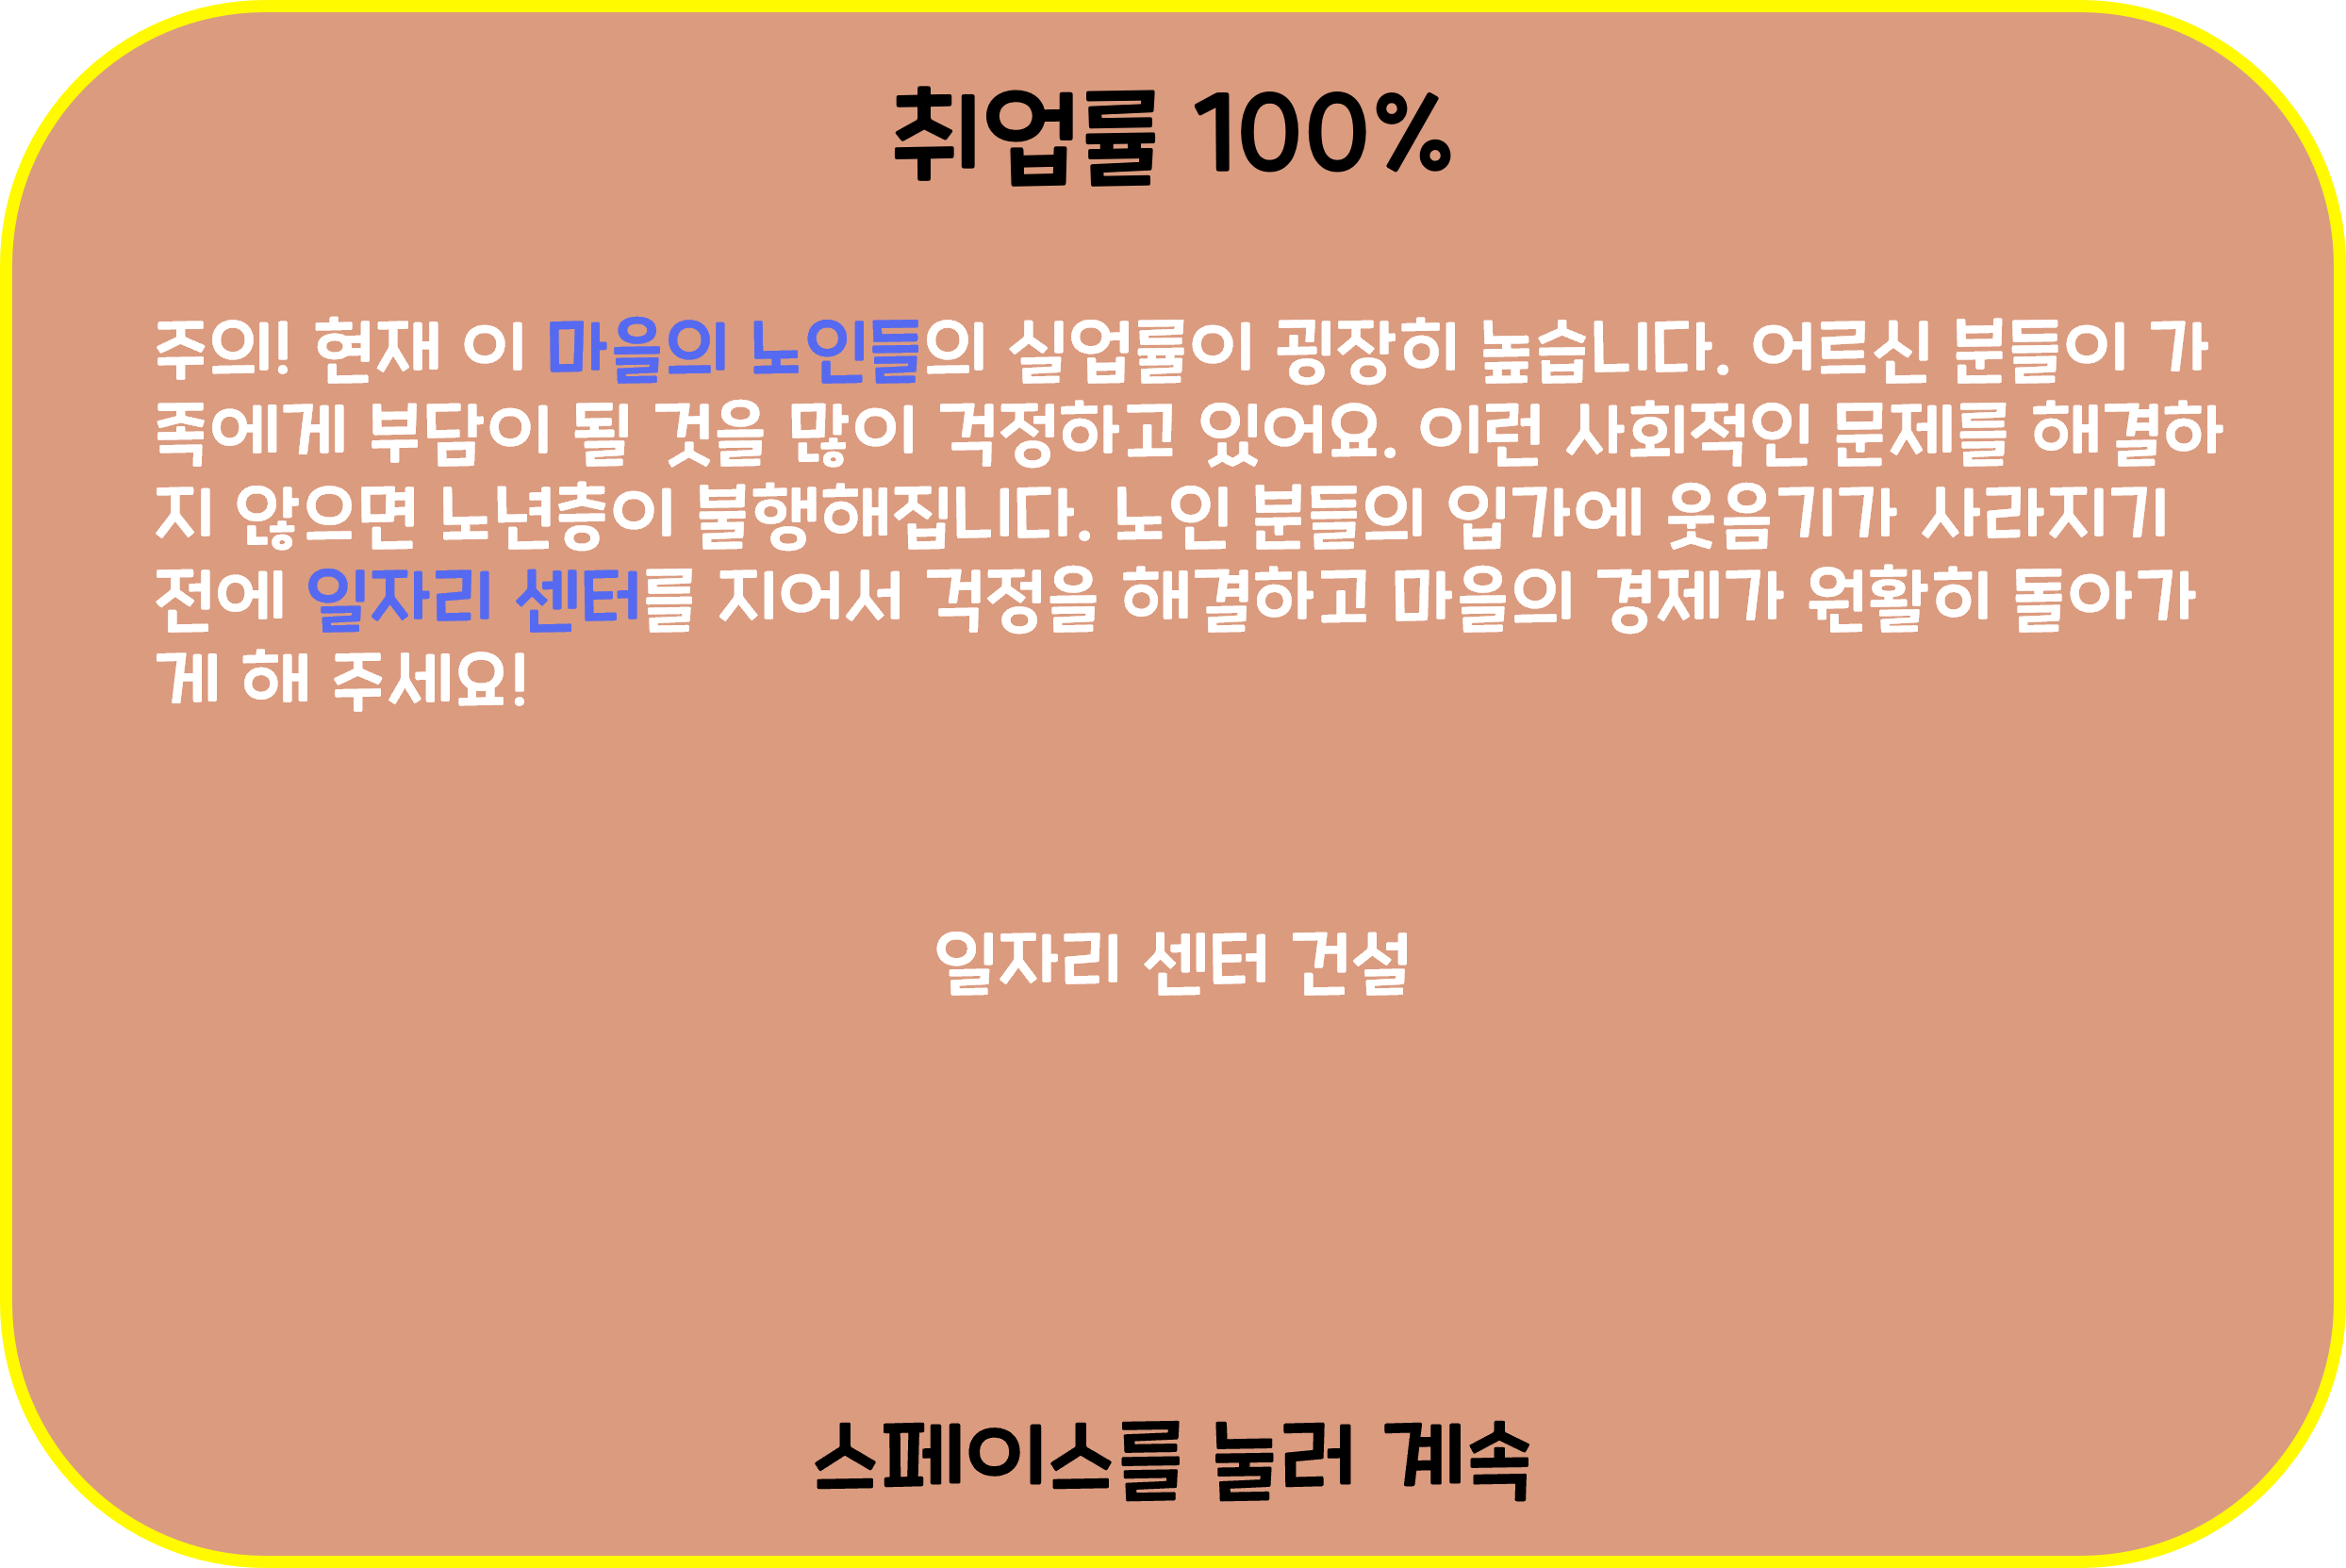 취업률 100%
주의! 현재 이 마을의 노인들의 실업률이 굉장히 높습니다. 어르신 분들이 가
족에게 부담이 될 것을 많이 걱정하고 있어요. 이런 사회적인 문제를 해결하
지 않으면 노년층이 불행해집니다. 노인 분들의 입가에 웃음기가 사라지기
전에 일자리 센터를 지어서 걱정을 해결하고 마을의 경제가 원활히 돌아가
게 해 주세요!
일자리 센터 건설
스페이스를 눌러 계속